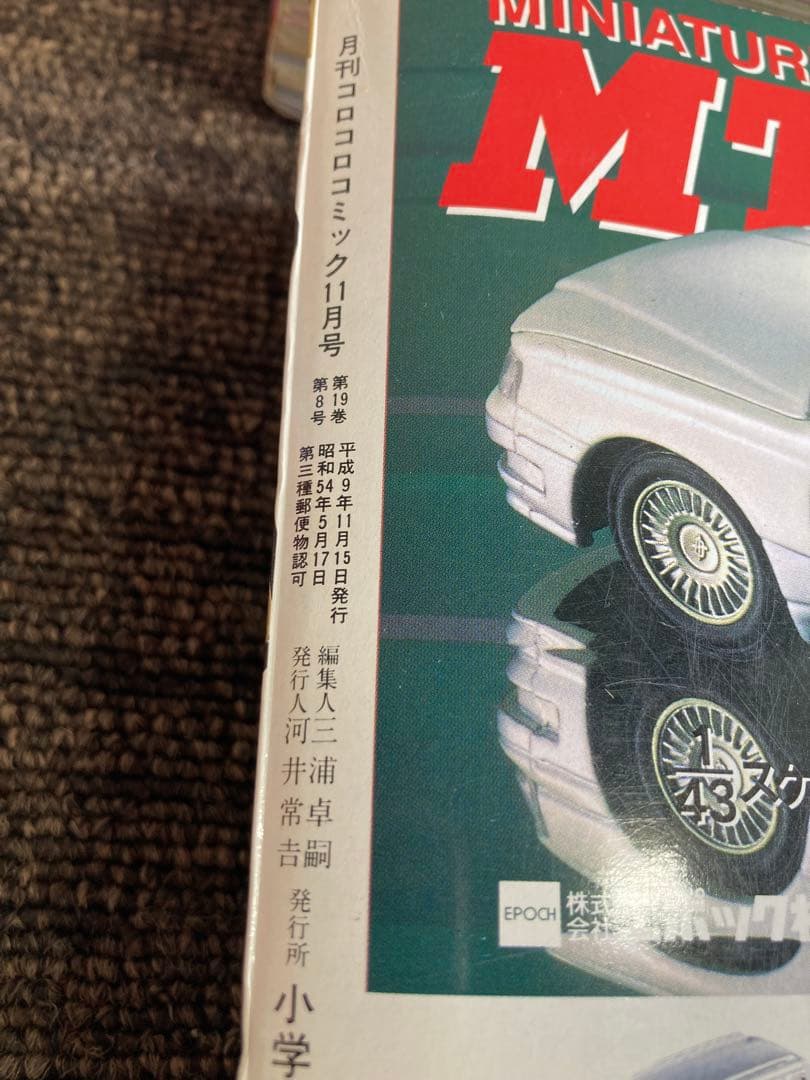 月刊コロコロコミック11月号
第19巻
第8号
平成9年11月15日発行
昭和54年5月17日
第三種郵便物認可
編集人三浦卓嗣
発行人河井常吉
発行所
小学
MINIATUR
MT
1/43スケ
EPOCH
株式
会社
ポック